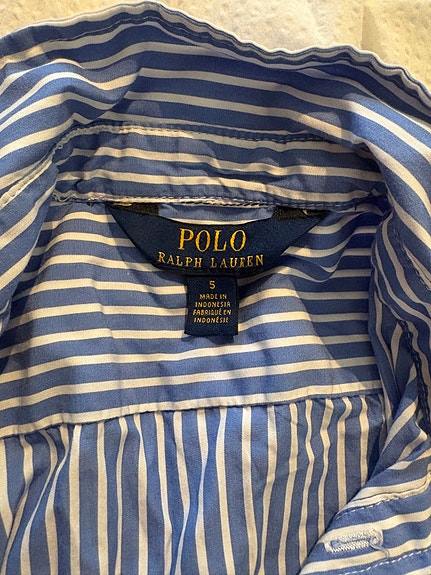 POLO
RALPH LAUREN
5
MADE IN
INDONESIA
FABRIQUÉ EN
INDONÉSIE